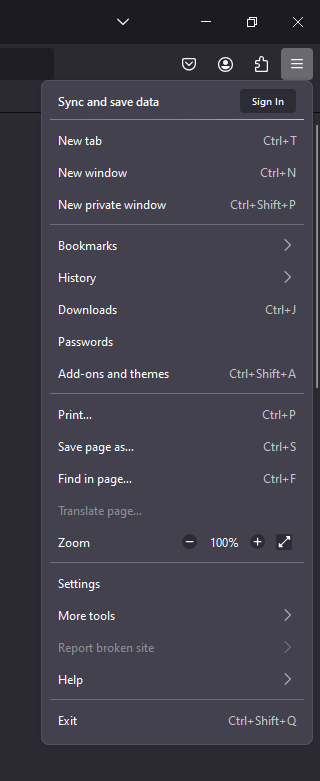 Sync and save data Sign In
New tab Ctrl+T
New window Ctrl+N
New private window Ctrl+Shift+P
Bookmarks
History
Downloads Ctrl+J
Passwords
Add-ons and themes Ctrl+Shift+A
Print... Ctrl+P
Save page as... Ctrl+S
Find in page... Ctrl+F
Translate page...
Zoom 100%
Settings
More tools
Report broken site
Help
Exit Ctrl+Shift+Q